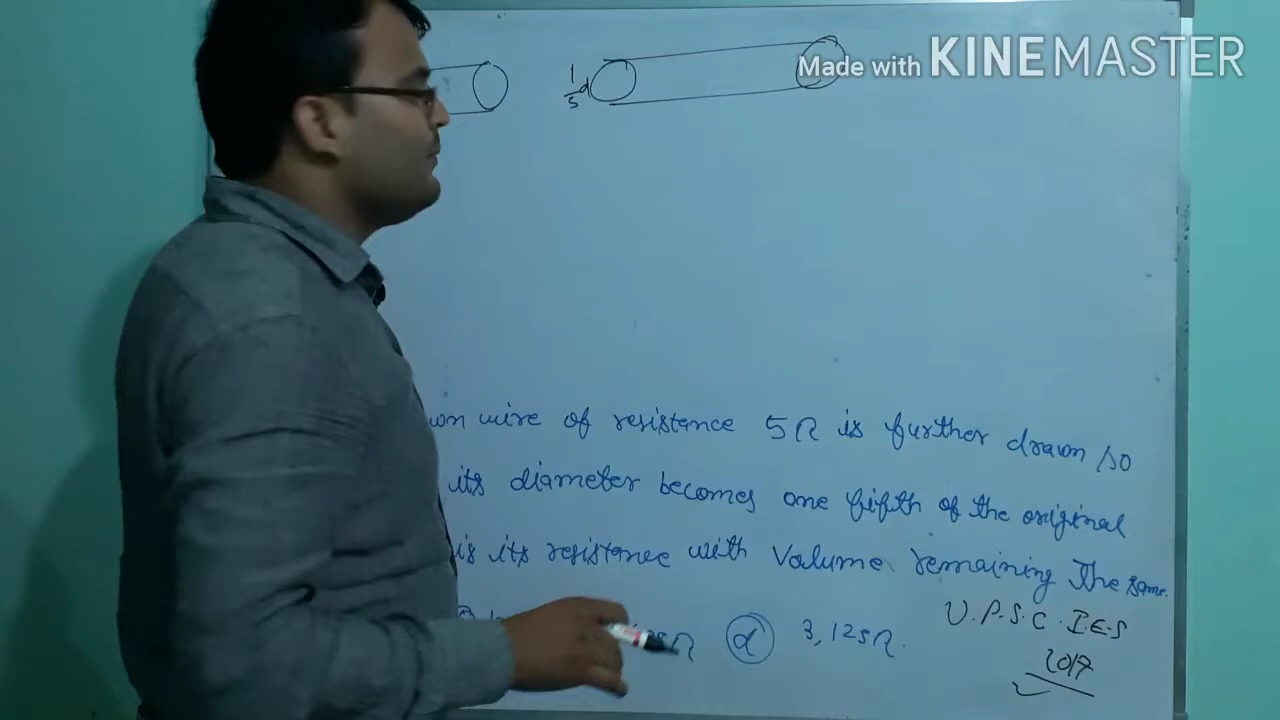 Made with KINEMASTER
1/5 d
wn wire of resistance 5Ω is further drawn so
its diameter becomes one fifth of the original
is its resistance with Volume remaining The same.
U.P.S.C. I.E.S
d 3,125Ω.
2017